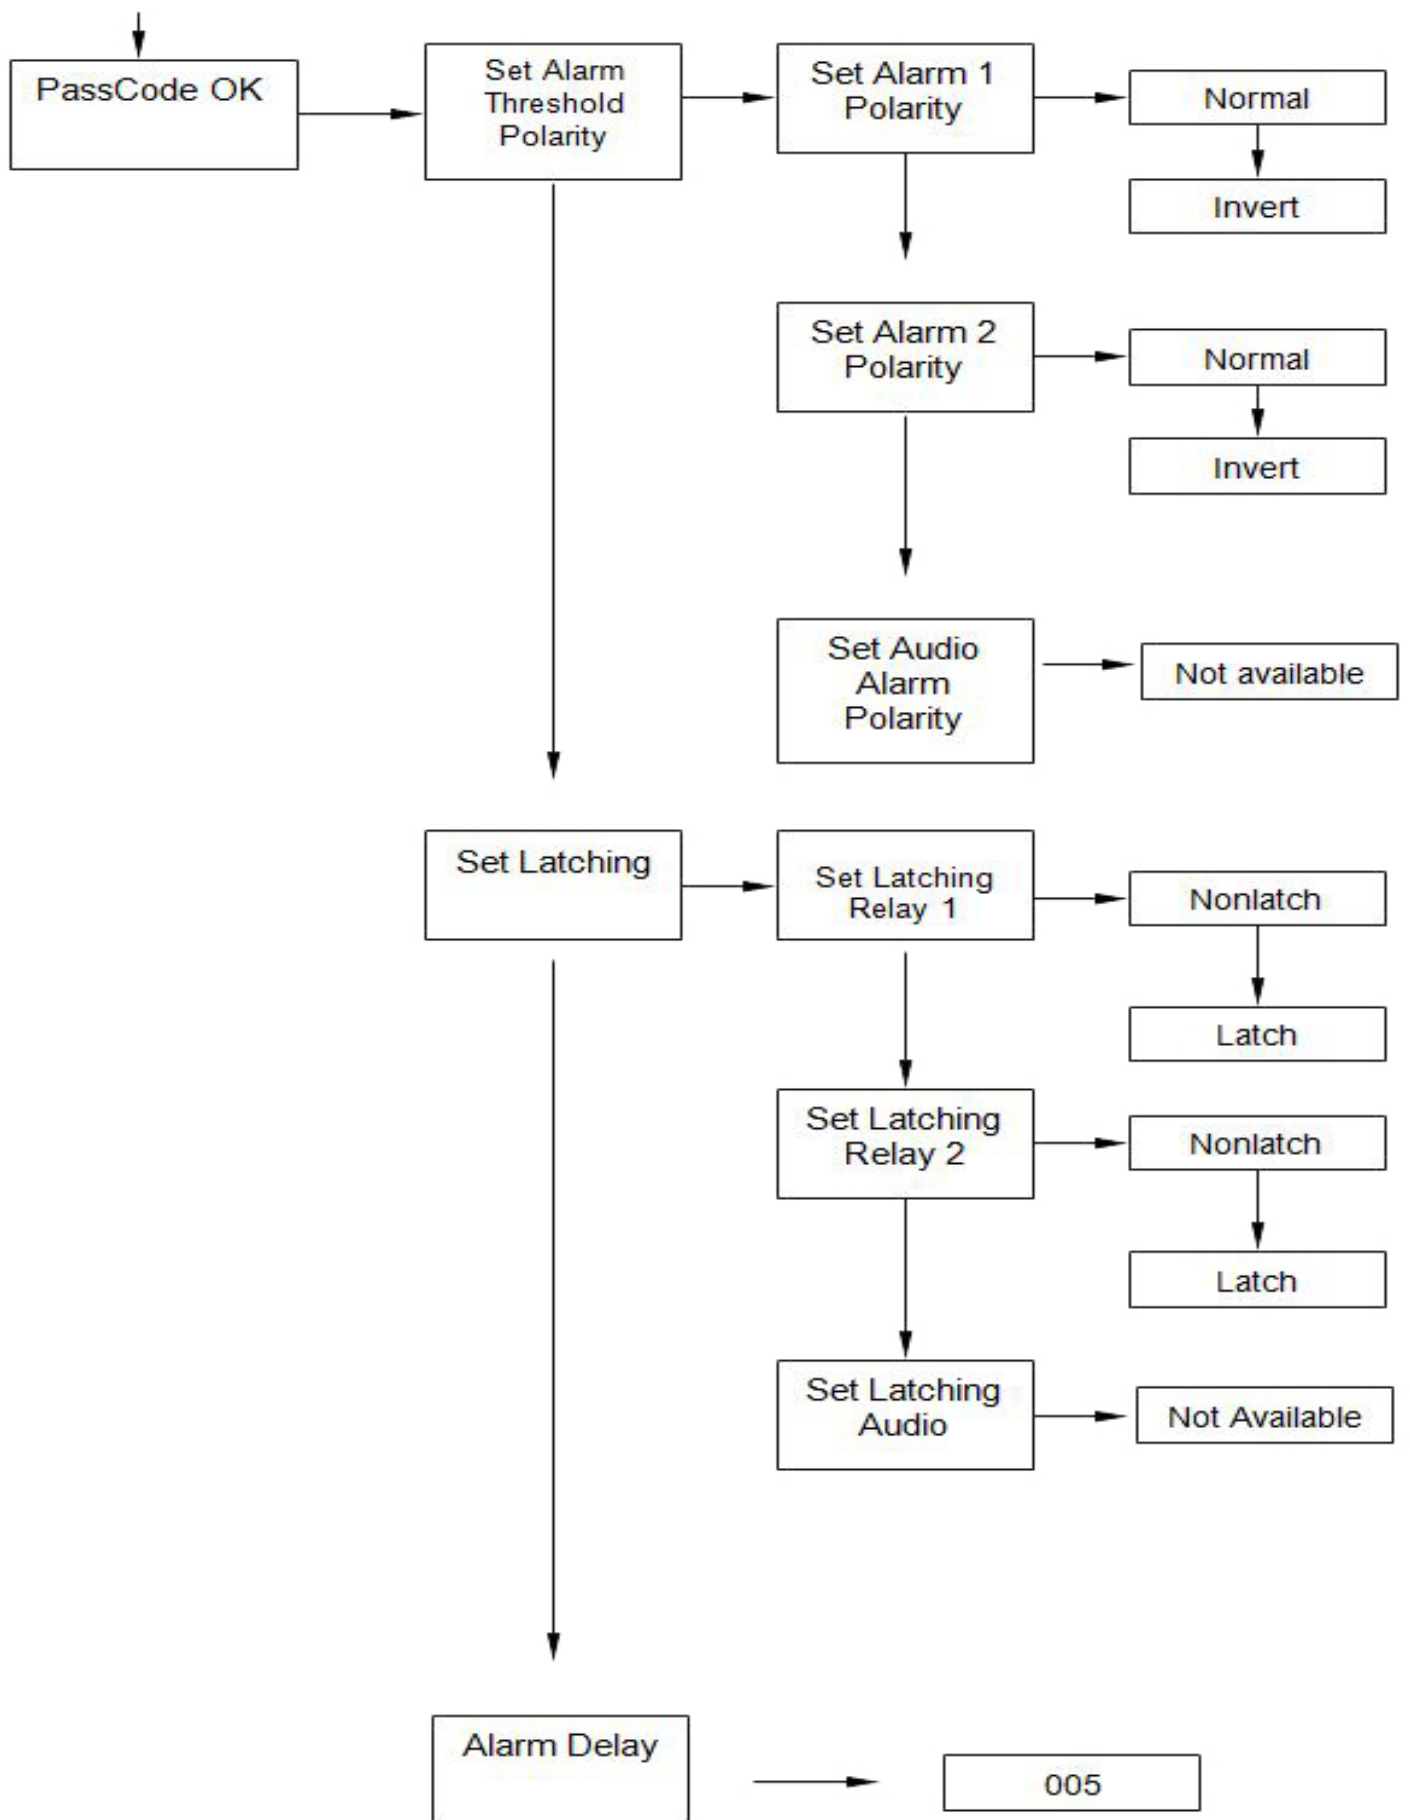 PassCode OK
Set Alarm
Threshold
Polarity
Set Alarm 1
Polarity
Normal
Invert
Set Alarm 2
Polarity
Normal
Invert
Set Audio
Alarm
Polarity
Not available
Set Latching
Set Latching
Relay 1
Nonlatch
Latch
Set Latching
Relay 2
Nonlatch
Latch
Set Latching
Audio
Not Available
Alarm Delay
005